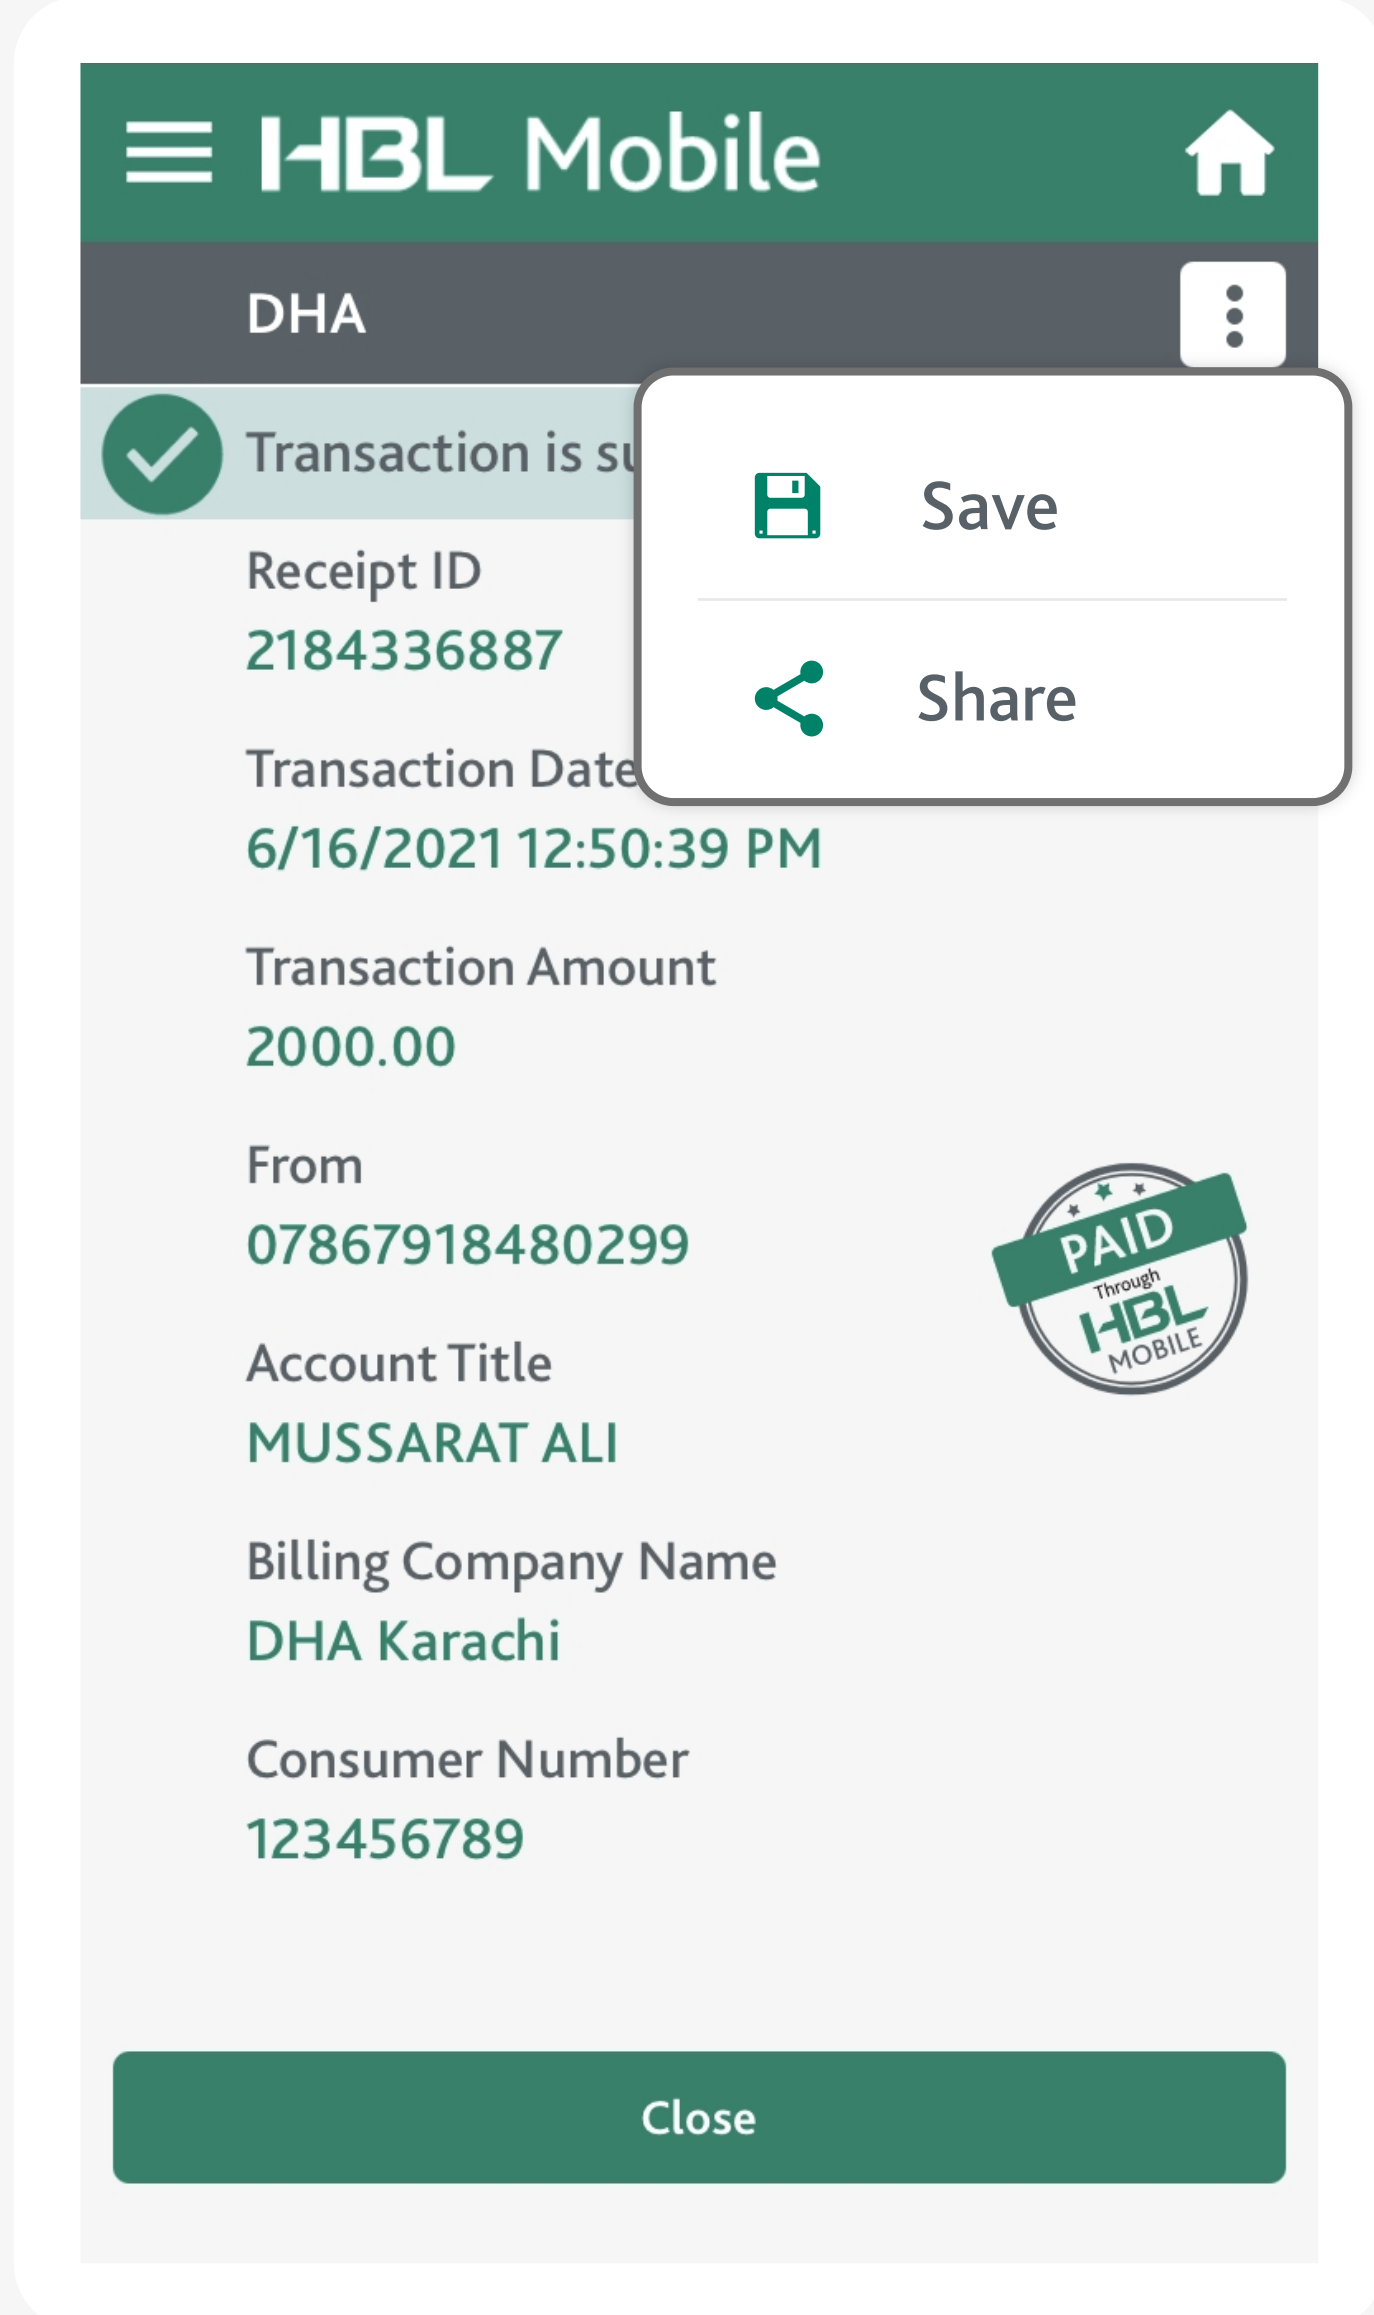 HBL Mobile
DHA
Transaction is su
Save
Receipt ID
2184336887
Share
Transaction Date
6/16/2021 12:50:39 PM
Transaction Amount
2000.00
From
07867918480299
PAID
Through
HBL
MOBILE
Account Title
MUSSARAT ALI
Billing Company Name
DHA Karachi
Consumer Number
123456789
Close